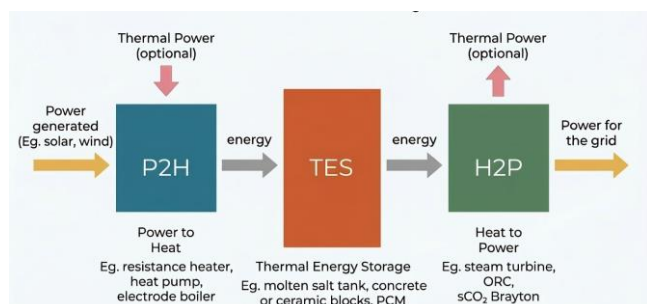 Thermal Power
(optional)
Thermal Power
(optional)
Power
generated
(Eg. solar, wind)
P2H
energy
TES
energy
H2P
Power for
the grid
Power to
Heat
Eg. resistance heater,
heat pump,
electrode boiler
Thermal Energy Storage
Eg. molten salt tank, concrete
or ceramic blocks, PCM
Heat to
Power
Eg. steam turbine,
ORC,
sCO₂ Brayton